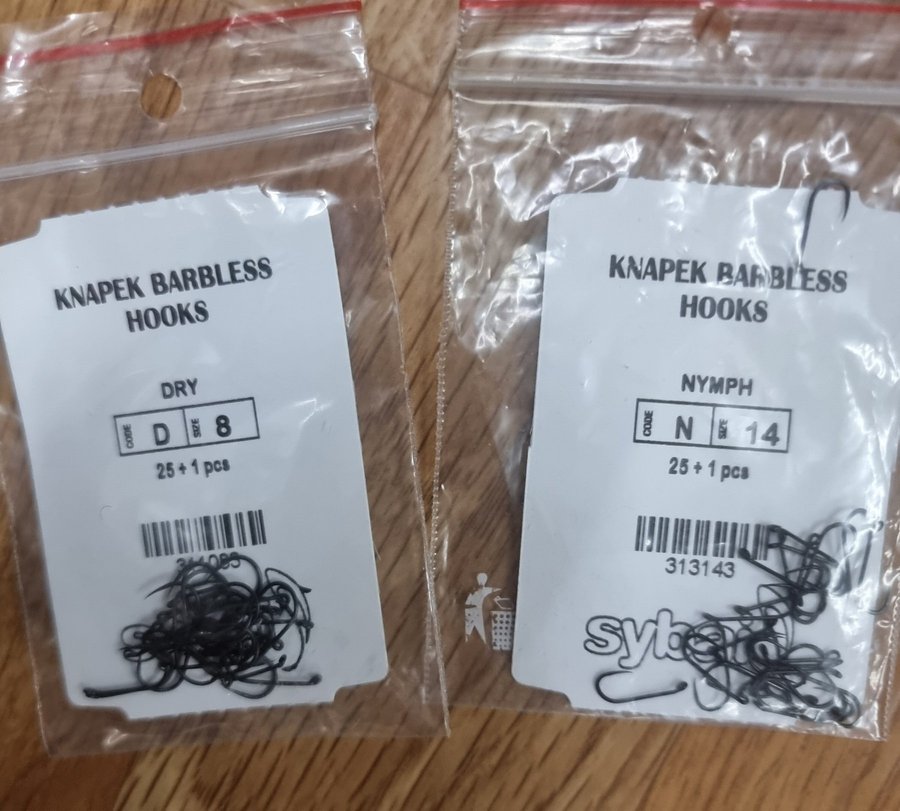 KNAPEK BARBLESS
HOOKS
DRY
CODE D SIZE 8
25 + 1 pcs
KNAPEK BARBLESS
HOOKS
NYMPH
CODE N SIZE 14
25 + 1 pcs
313143